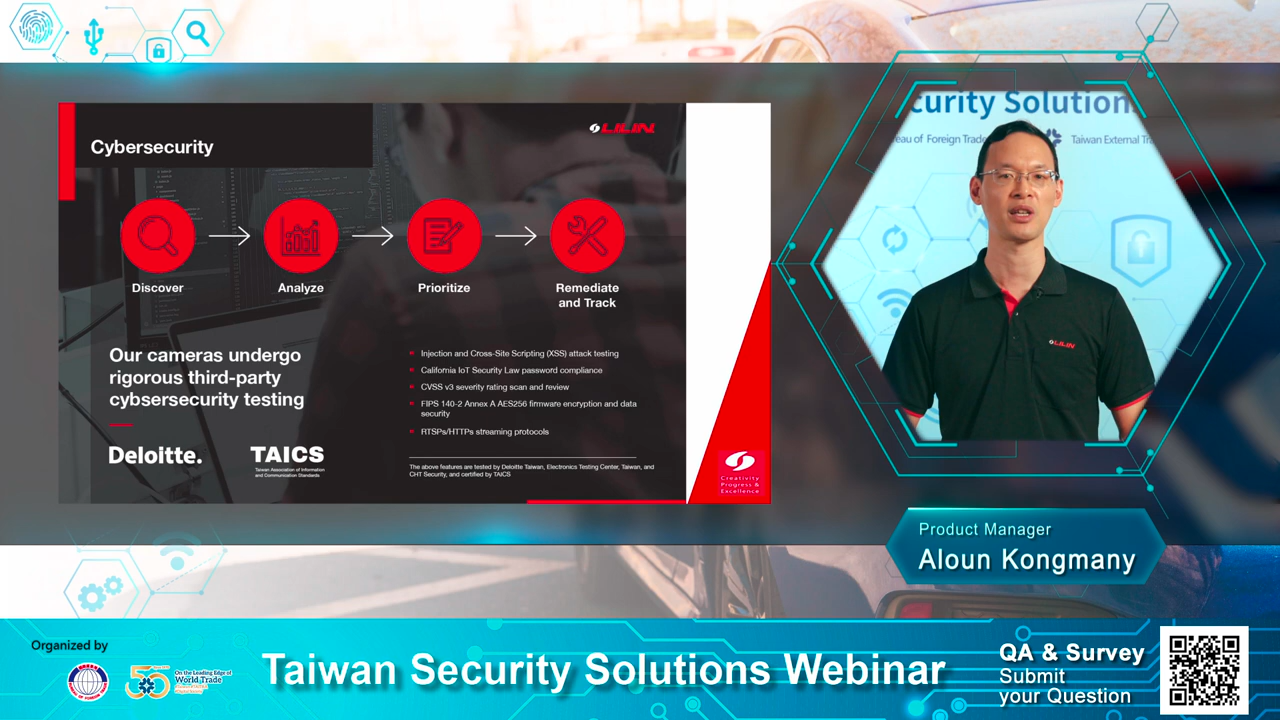 Cybersecurity
LILIN
Discover
Analyze
Prioritize
Remediate
and Track
Our cameras undergo
rigorous third-party
cybsersecurity testing
Deloitte.
TAICS
Taiwan Association of Information
and Communication Standards
Injection and Cross-Site Scripting (XSS) attack testing
California IoT Security Law password compliance
CVSS v3 severity rating scan and review
FIPS 140-2 Annex A AES256 firmware encryption and data
security
RTSPs/HTTPs streaming protocols
The above features are tested by Deloitte Taiwan, Electronics Testing Center, Taiwan, and
CHT Security, and certified by TAICS
Creativity
Progress &
Excellence
curity Solution
eau of Foreign Trade
Taiwan External Tra
LILIN
Product Manager
Aloun Kongmany
Organized by
50
On the Leading Edge of
World Trade
Taiwan Security Solutions Webinar
QA & Survey
Submit
your Question